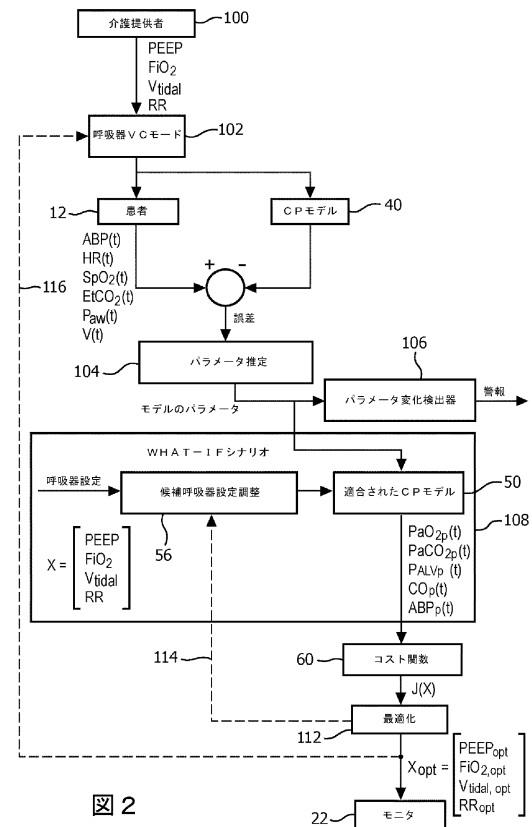 介護提供者
100
PEEP
FiO2
Vtidal
RR
呼吸器ＶＣモード
102
12
患者
ＣＰモデル
40
ABP(t)
HR(t)
SpO2(t)
EtCO2(t)
Paw(t)
V(t)
+
−
116
誤差
104
パラメータ推定
106
パラメータ変化検出器
警報
モデルのパラメータ
ＷＨＡＴ－ＩＦシナリオ
呼吸器設定
候補呼吸器設定調整
56
適合されたＣＰモデル
50
108
X =
PEEP
FiO2
Vtidal
RR
PaO2p(t)
PaCO2p(t)
PALVp (t)
COp(t)
ABPp(t)
114
60
コスト関数
J(X)
最適化
112
Xopt =
PEEPopt
FiO2,opt
Vtidal, opt
RRopt
図２
22
モニタ